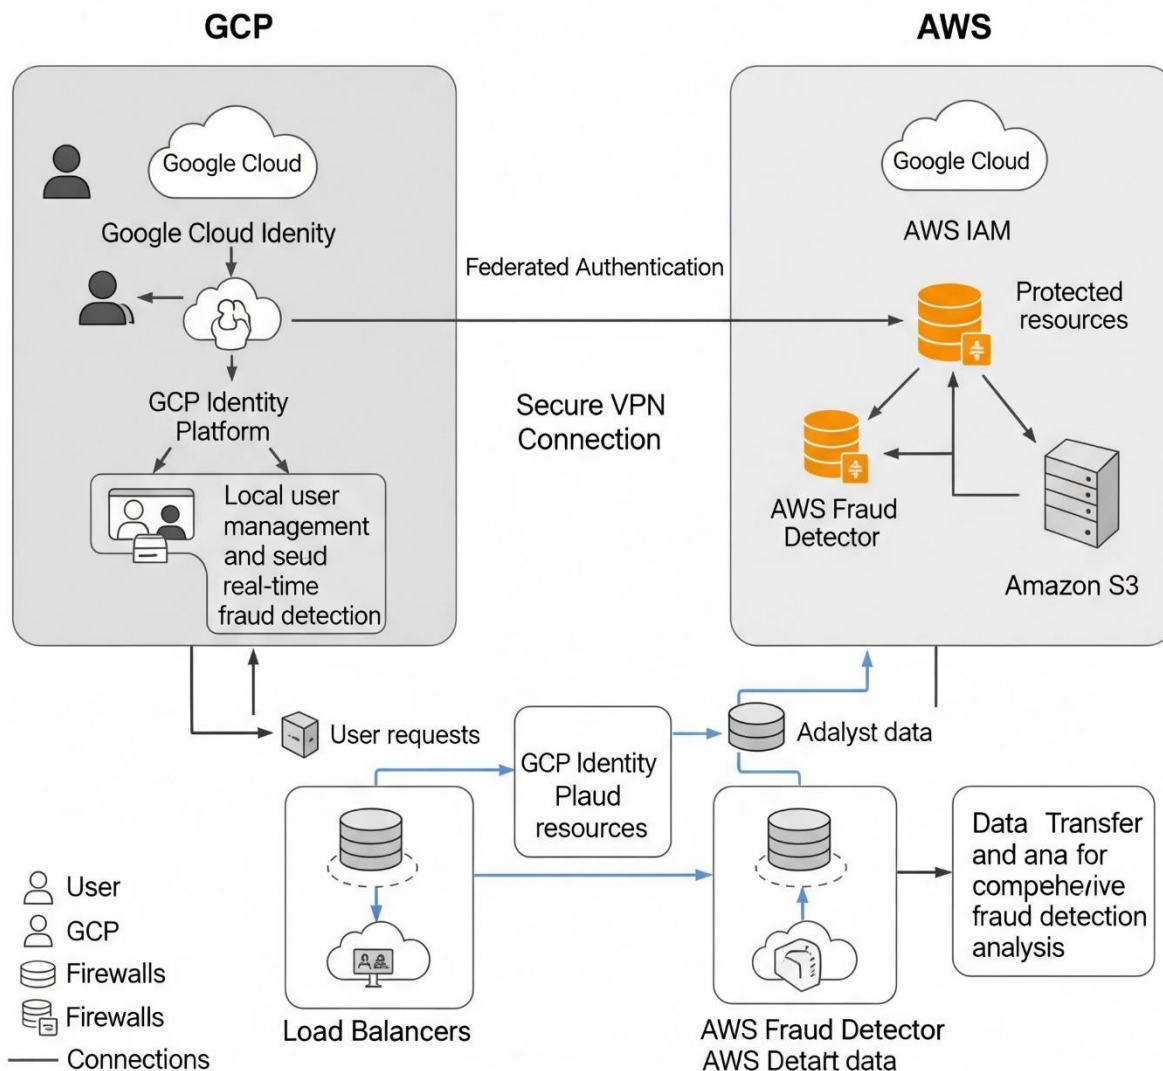 GCP
AWS
Google Cloud
Google Cloud Idenity
GCP Identity
Platform
Local user
management
and seud
real-time
fraud detection
Federated Authentication
Secure VPN
Connection
Google Cloud
AWS IAM
Protected
resources
AWS Fraud
Detector
Amazon S3
User requests
GCP Identity
Plaud
resources
Adalyst data
Load Balancers
AWS Fraud Detector
AWS Detaft data
Data Transfer
and ana for
compehe/ive
fraud detection
analysis
User
GCP
Firewalls
Firewalls
Connections